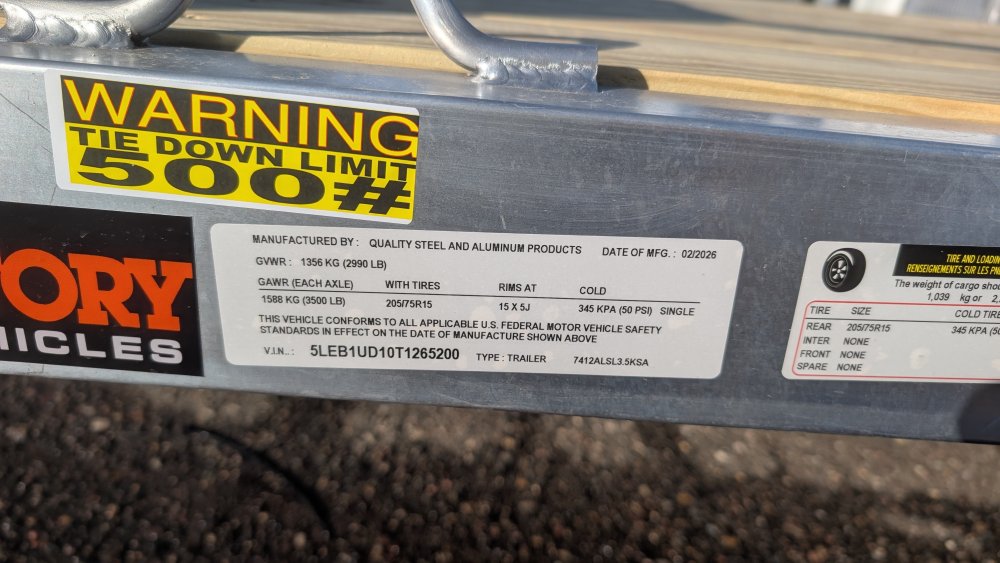 WARNING
TIE DOWN LIMIT
500#
TORY
HICLES
MANUFACTURED BY : QUALITY STEEL AND ALUMINUM PRODUCTS DATE OF MFG. : 02/2026
GVWR : 1356 KG (2990 LB)
GAWR (EACH AXLE) WITH TIRES RIMS AT COLD
1588 KG (3500 LB) 205/75R15 15 X 5J 345 KPA (50 PSI) SINGLE
THIS VEHICLE CONFORMS TO ALL APPLICABLE U.S. FEDERAL MOTOR VEHICLE SAFETY
STANDARDS IN EFFECT ON THE DATE OF MANUFACTURE SHOWN ABOVE
V.I.N. : 5LEB1UD10T1265200 TYPE : TRAILER 7412ALSL3.5KSA
TIRE AND LOADIN
RENSEIGNEMENTS SUR LES PN
The weight of cargo shou
1,039 kg or 2,
TIRE SIZE COLD TIRE
REAR 205/75R15 345 KPA (50
INTER NONE
FRONT NONE
SPARE NONE